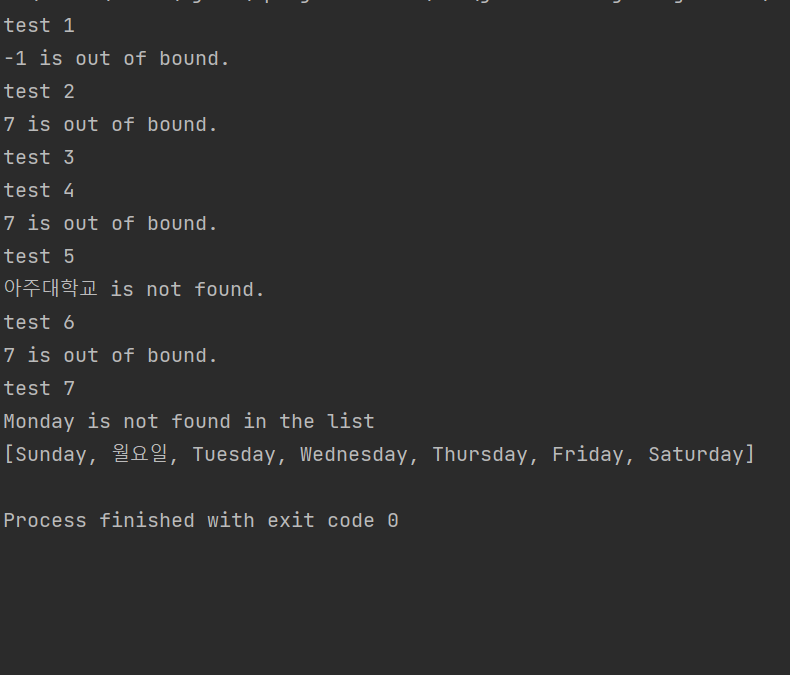 test 1
-1 is out of bound.
test 2
7 is out of bound.
test 3
test 4
7 is out of bound.
test 5
아주대학교 is not found.
test 6
7 is out of bound.
test 7
Monday is not found in the list
[Sunday, 월요일, Tuesday, Wednesday, Thursday, Friday, Saturday]
Process finished with exit code 0